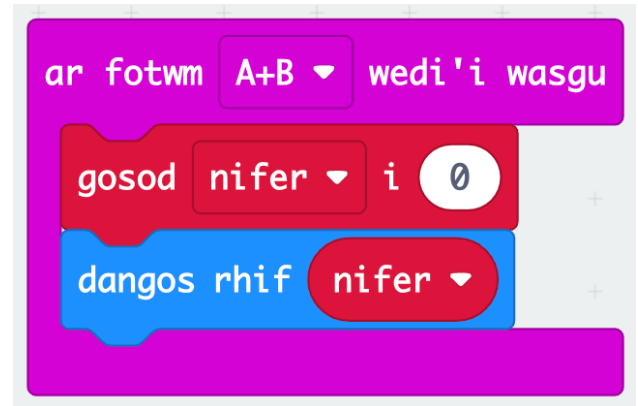 ar fotwm A+B wedi'i wasgu
gosod nifer i 0
dangos rhif nifer